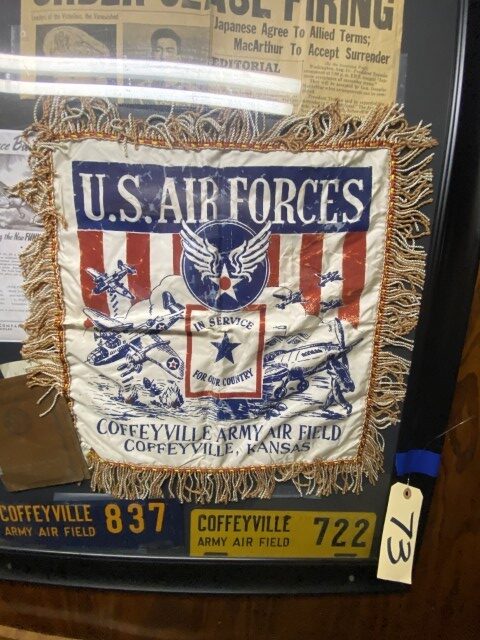 ORDER CEASE FIRING
Japanese Agree To Allied Terms;
MacArthur To Accept Surrender
EDITORIAL
U.S. AIR FORCES
IN SERVICE
FOR OUR COUNTRY
COFFEYVILLE ARMY AIR FIELD
COFFEYVILLE, KANSAS
COFFEYVILLE
ARMY AIR FIELD
837
COFFEYVILLE
ARMY AIR FIELD
722
73